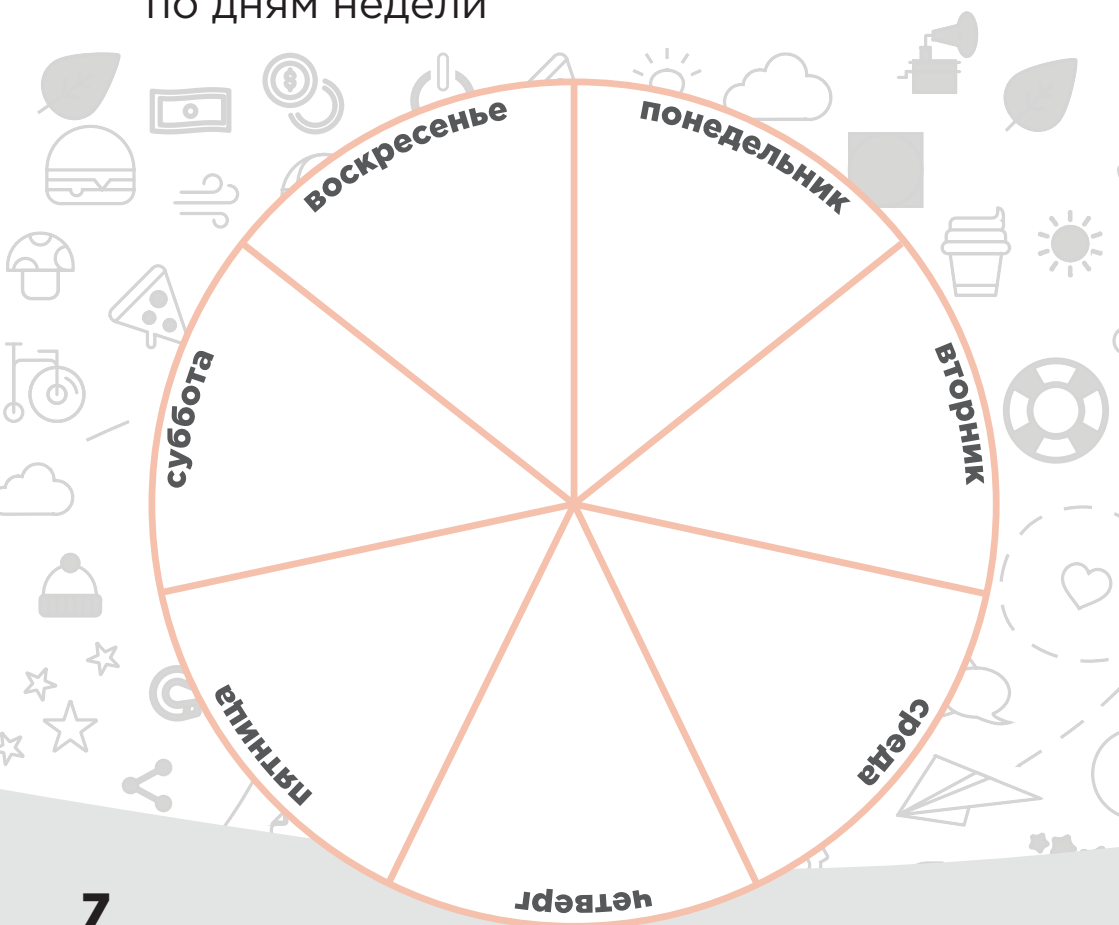 по дням недели
понедельник
вторник
среда
четверг
пятница
суббота
воскресенье
7